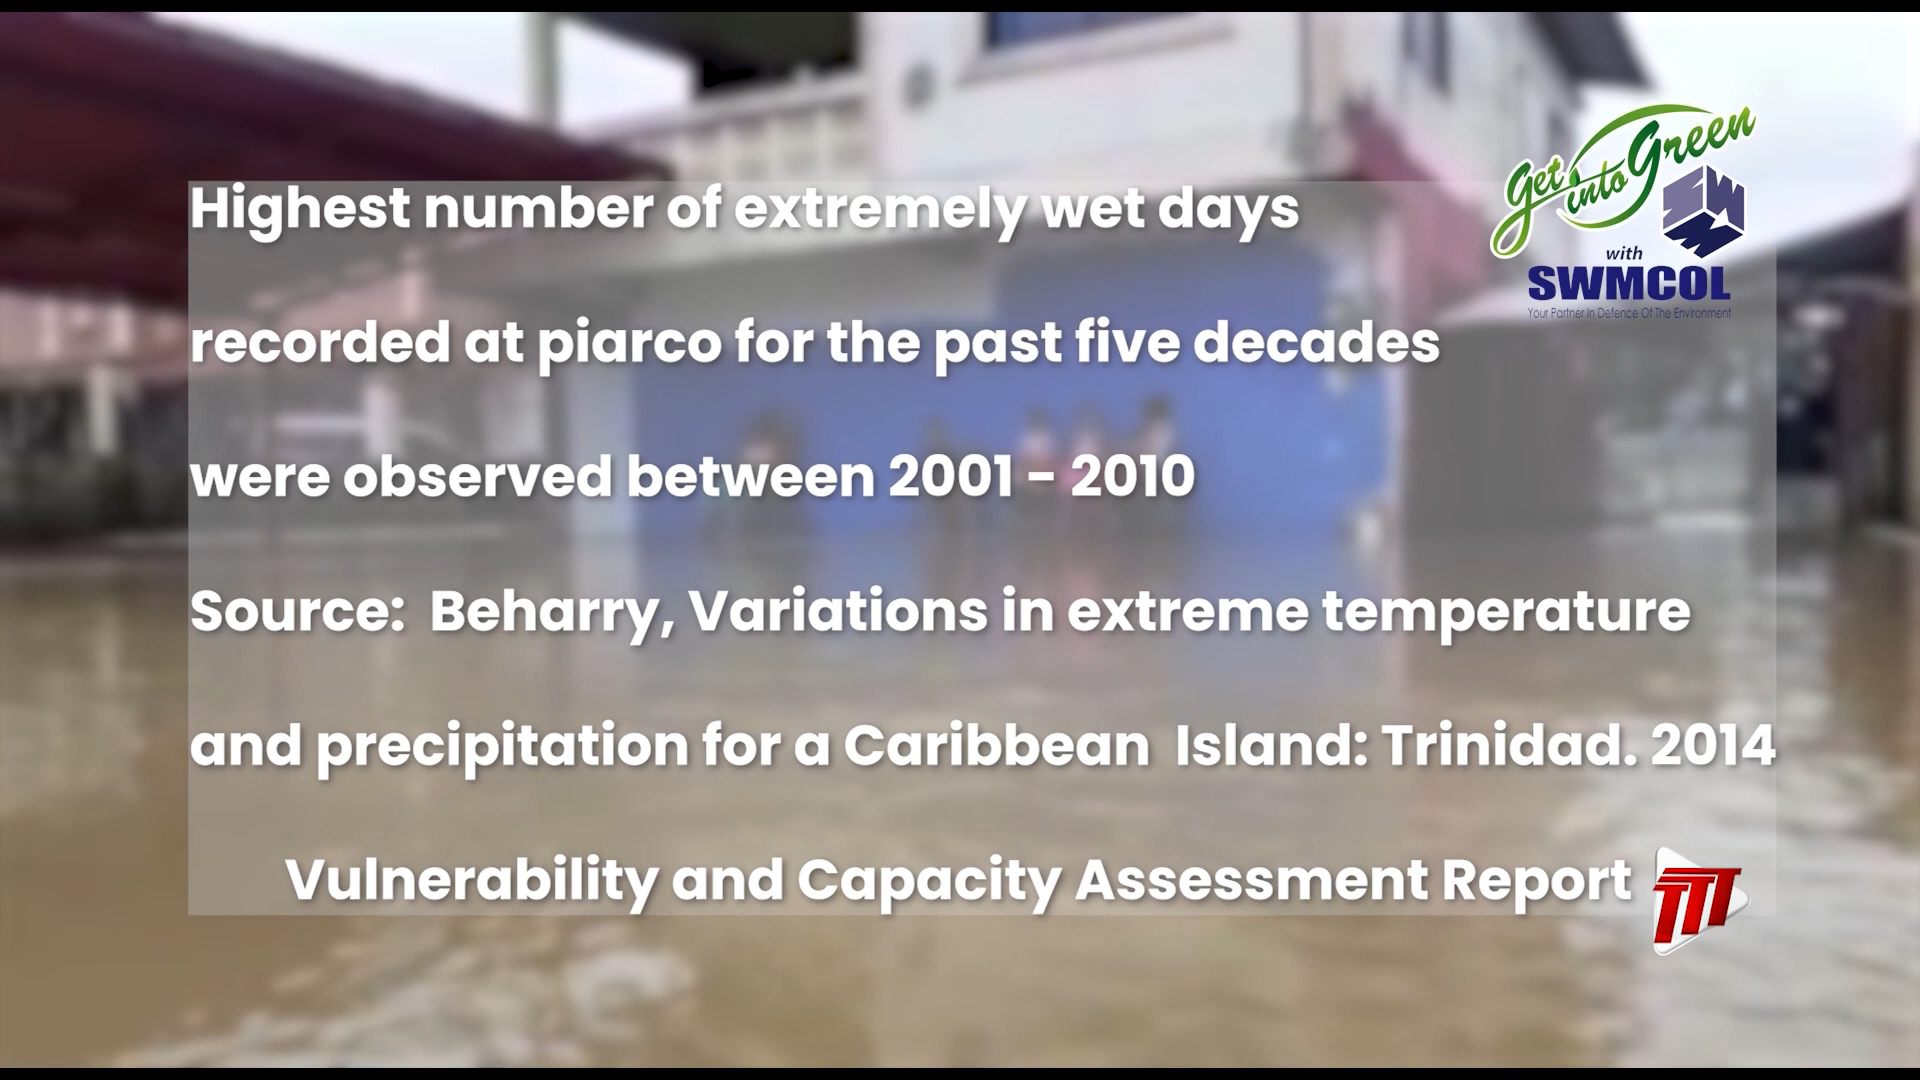 Get into Green
SWM
with
SWMCOL
Your Partner In Defence Of The Environment
Highest number of extremely wet days
recorded at piarco for the past five decades
were observed between 2001 - 2010
Source: Beharry, Variations in extreme temperature
and precipitation for a Caribbean Island: Trinidad. 2014
Vulnerability and Capacity Assessment Report
TTT